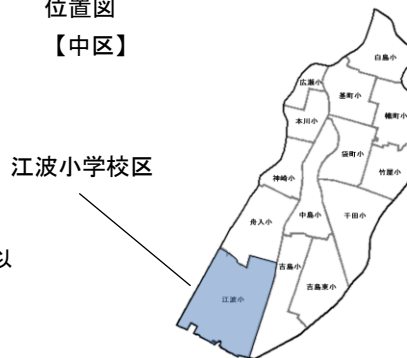 位置図
【中区】
白島小
広瀬小
基町小
幟町小
本川小
袋町小
竹屋小
江波小学校区
神崎小
中島小
千田小
舟入小
以
吉島小
吉島東小
江波小